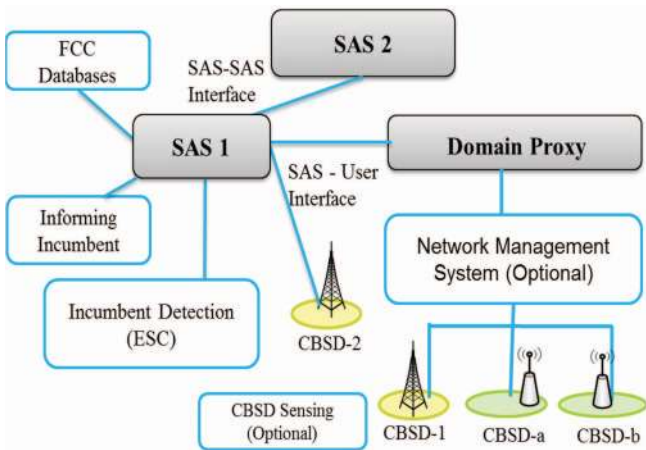 FCC
Databases
SAS 2
SAS-SAS
Interface
SAS 1
Domain Proxy
SAS - User
Interface
Informing
Incumbent
Network Management
System (Optional)
Incumbent Detection
(ESC)
CBSD-2
CBSD Sensing
(Optional)
CBSD-1
CBSD-a
CBSD-b